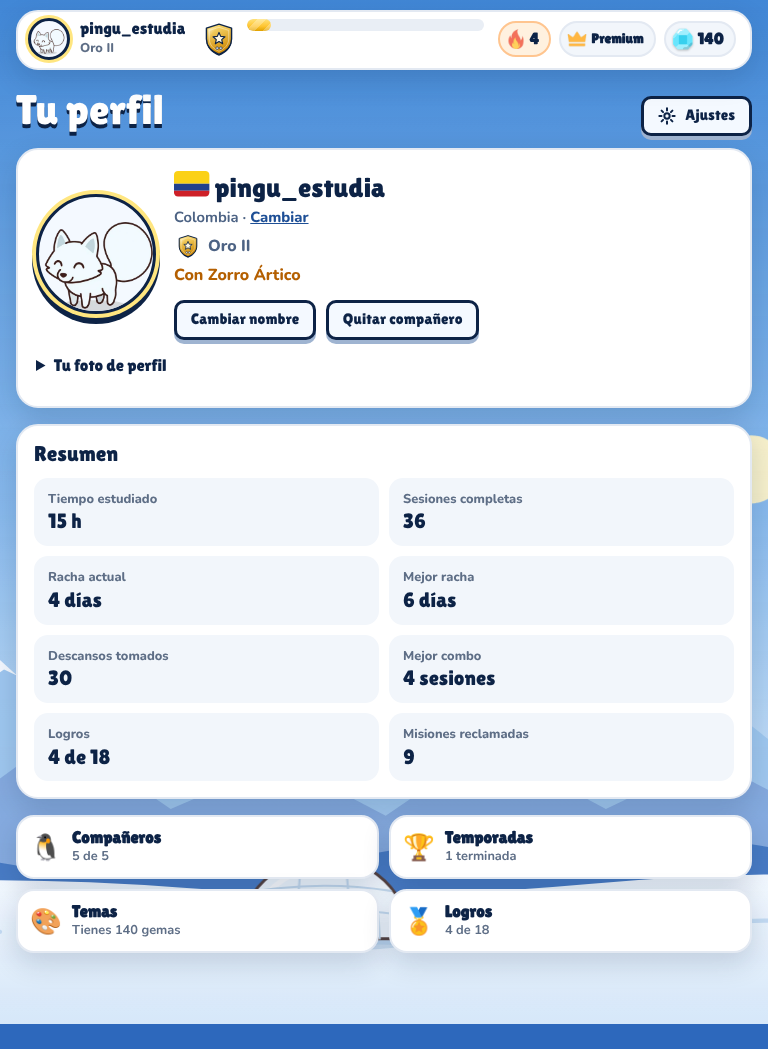 pingu_estudia
Oro II
4
Premium
140
Tu perfil
Ajustes
pingu_estudia
Colombia · Cambiar
Oro II
Con Zorro Ártico
Cambiar nombre
Quitar compañero
Tu foto de perfil
Resumen
Tiempo estudiado
15 h
Sesiones completas
36
Racha actual
4 días
Mejor racha
6 días
Descansos tomados
30
Mejor combo
4 sesiones
Logros
4 de 18
Misiones reclamadas
9
Compañeros
5 de 5
Temporadas
1 terminada
Temas
Tienes 140 gemas
Logros
4 de 18